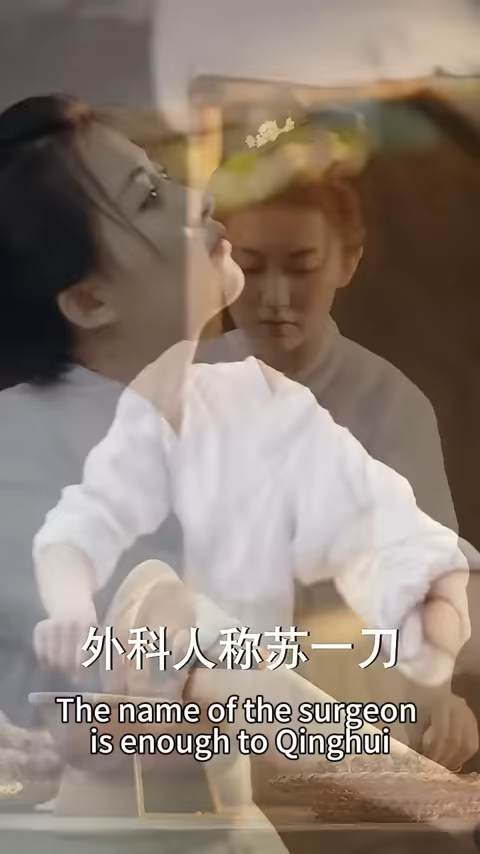 外科人称苏一刀
The name of the surgeon
is enough to Qinghui